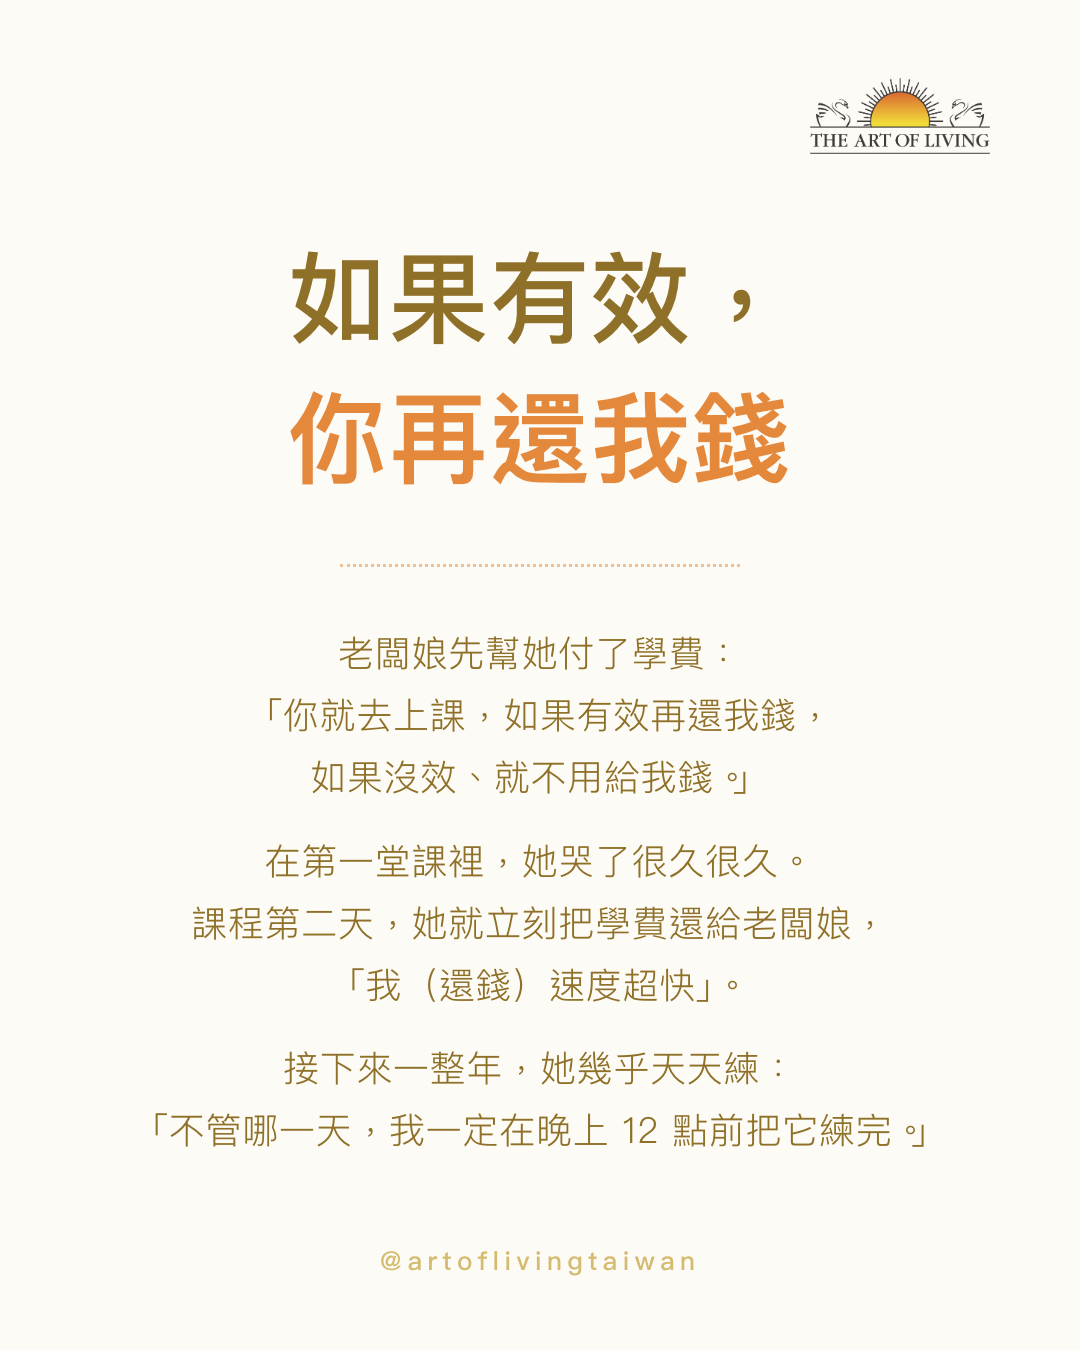 THE ART OF LIVING
如果有效，
你再還我錢
老闆娘先幫她付了學費：
「你就去上課，如果有效再還我錢，
如果沒效、就不用給我錢。」
在第一堂課裡，她哭了很久很久。
課程第二天，她就立刻把學費還給老闆娘，
「我（還錢）速度超快」。
接下來一整年，她幾乎天天練：
「不管哪一天，我一定在晚上 12 點前把它練完。」
@artoflivingtaiwan